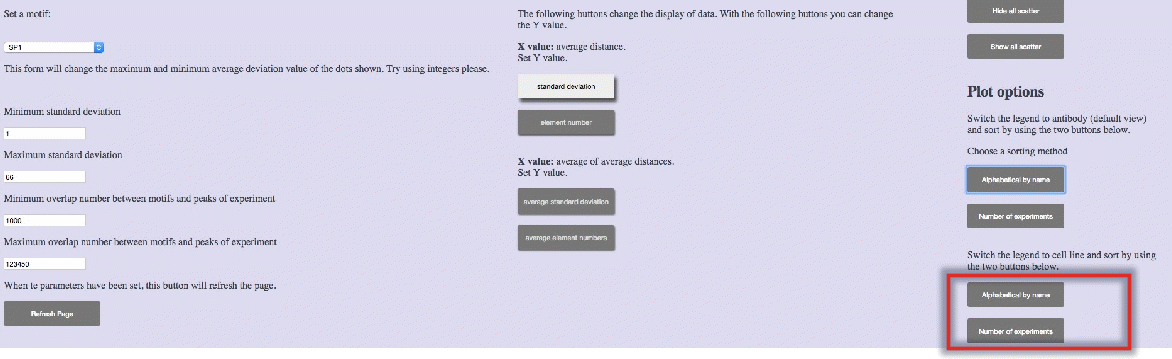 Set a motif:
SP1
This form will change the maximum and minimum average deviation value of the dots shown. Try using integers please.
Minimum standard deviation
1
Maximum standard deviation
66
Minimum overlap number between motifs and peaks of experiment
1000
Maximum overlap number between motifs and peaks of experiment
123450
When te parameters have been set, this button will refresh the page.
Refresh Page
The following buttons change the display of data. With the following buttons you can change
the Y value.
X value: average distance.
Set Y value.
standard deviation
element number
X value: average of average distances.
Set Y value.
average standard deviation
average element numbers
Hide all scatter
Show all scatter
Plot options
Switch the legend to antibody (default view)
and sort by using the two buttons below.
Choose a sorting method
Alphabetical by name
Number of experiments
Switch the legend to cell line and sort by using
the two buttons below.
Alphabetical by name
Number of experiments